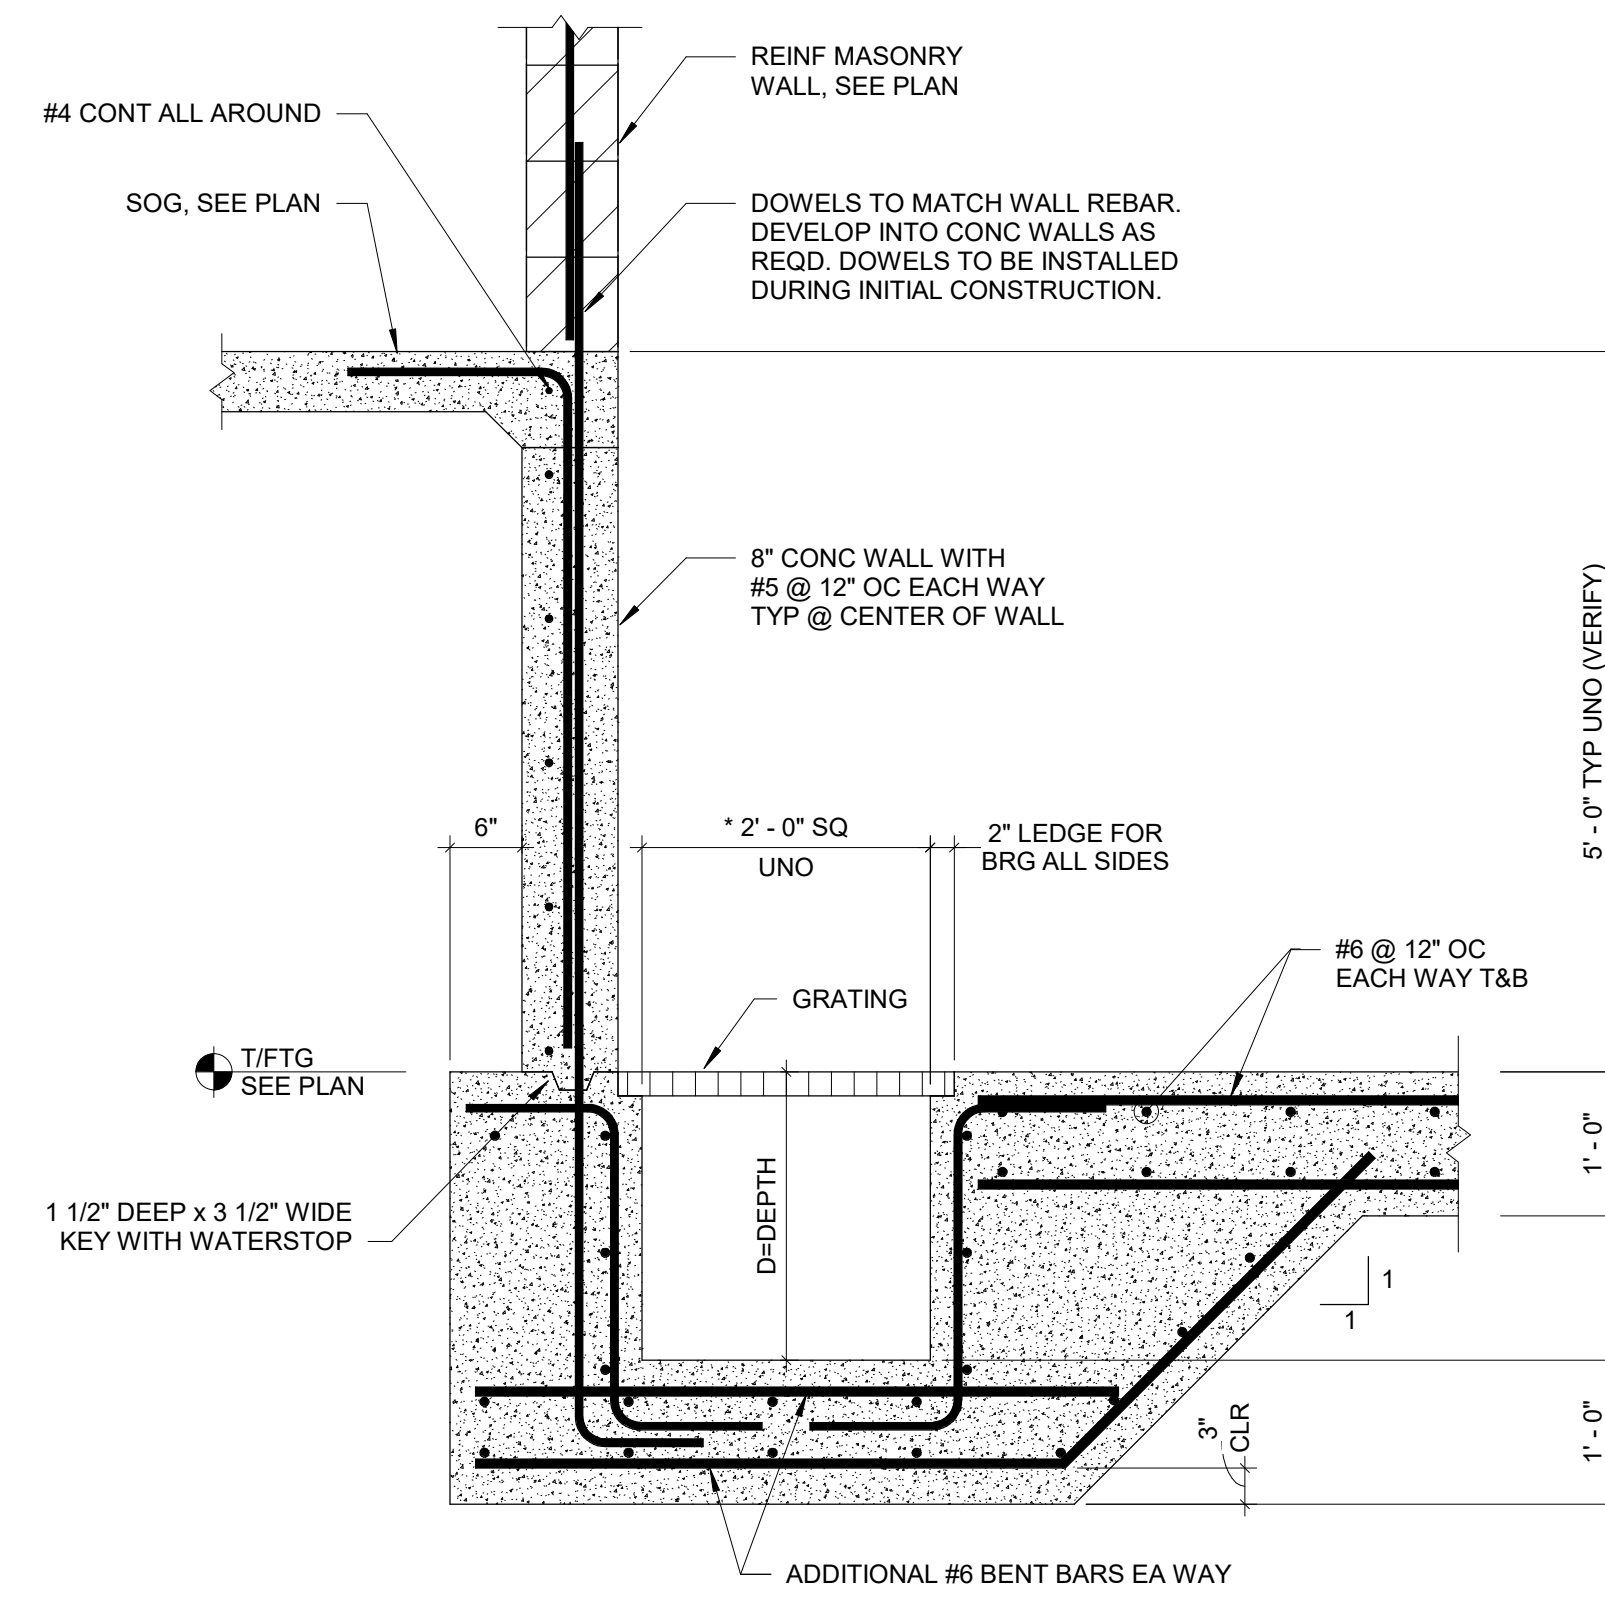 REINF MASONRY
WALL, SEE PLAN
#4 CONT ALL AROUND
SOG, SEE PLAN
DOWELS TO MATCH WALL REBAR.
DEVELOP INTO CONC WALLS AS
REQD. DOWELS TO BE INSTALLED
DURING INITIAL CONSTRUCTION.
8" CONC WALL WITH
#5 @ 12" OC EACH WAY
TYP @ CENTER OF WALL
5' - 0" TYP UNO (VERIFY)
6"
* 2' - 0" SQ
UNO
2" LEDGE FOR
BRG ALL SIDES
#6 @ 12" OC
EACH WAY T&B
GRATING
T/FTG
SEE PLAN
1' - 0"
D=DEPTH
1 1/2" DEEP x 3 1/2" WIDE
KEY WITH WATERSTOP
1
1
3"
CLR
1' - 0"
ADDITIONAL #6 BENT BARS EA WAY